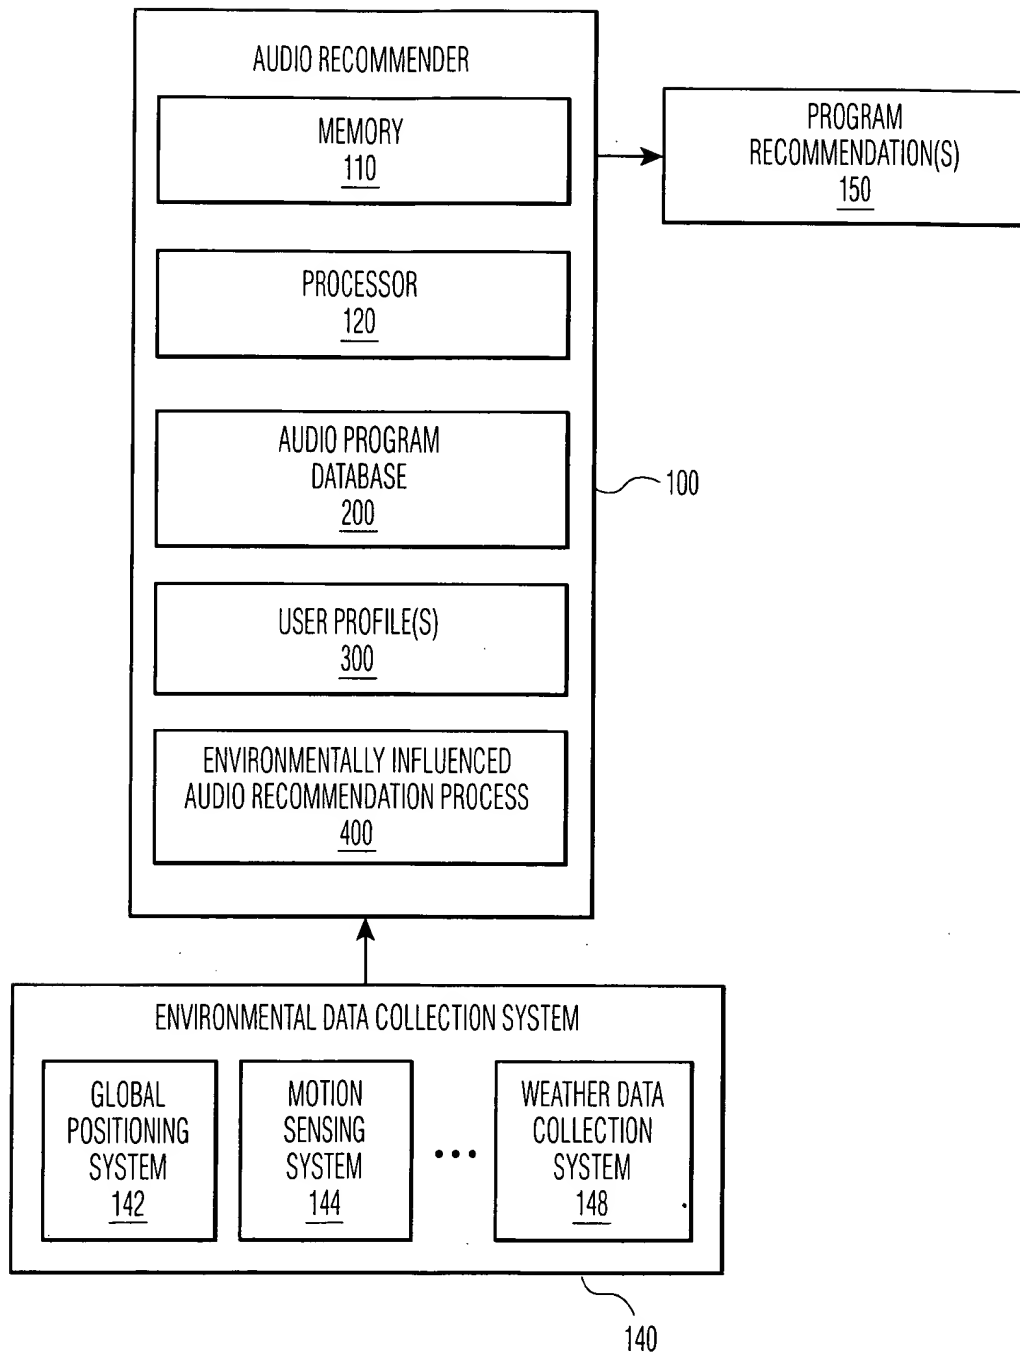 AUDIO RECOMMENDER
MEMORY
110
PROCESSOR
120
AUDIO PROGRAM
DATABASE
200
USER PROFILE(S)
300
ENVIRONMENTALLY INFLUENCED
AUDIO RECOMMENDATION PROCESS
400
100
PROGRAM
RECOMMENDATION(S)
150
ENVIRONMENTAL DATA COLLECTION SYSTEM
GLOBAL
POSITIONING
SYSTEM
142
MOTION
SENSING
SYSTEM
144
•••
WEATHER DATA
COLLECTION
SYSTEM
148
140